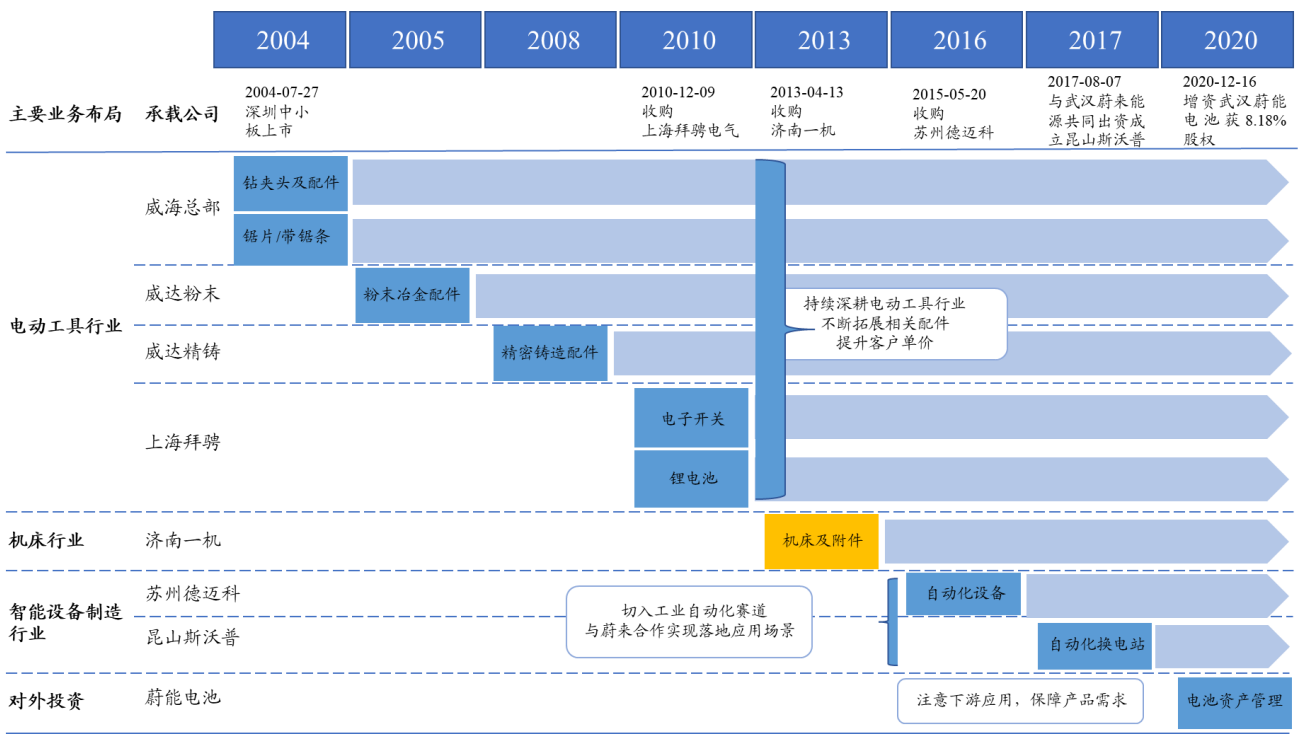 2004
2005
2008
2010
2013
2016
2017
2020
主要业务布局
承载公司
2004-07-27
深圳中小
板上市
2010-12-09
收购
上海拜骋电气
2013-04-13
收购
济南一机
2015-05-20
收购
苏州德迈科
2017-08-07
与武汉蔚来能
源共同出资成
立昆山斯沃普
2020-12-16
增资武汉蔚能
电池获8.18%
股权
电动工具行业
威海总部
钻夹头及配件
锯片/带锯条
威达粉末
粉末冶金配件
威达精铸
精密铸造配件
上海拜骋
电子开关
锂电池
持续深耕电动工具行业
不断拓展相关配件
提升客户单价
机床行业
济南一机
机床及附件
智能设备制造
行业
苏州德迈科
自动化设备
昆山斯沃普
自动化换电站
切入工业自动化赛道
与蔚来合作实现落地应用场景
对外投资
蔚能电池
注意下游应用，保障产品需求
电池资产管理